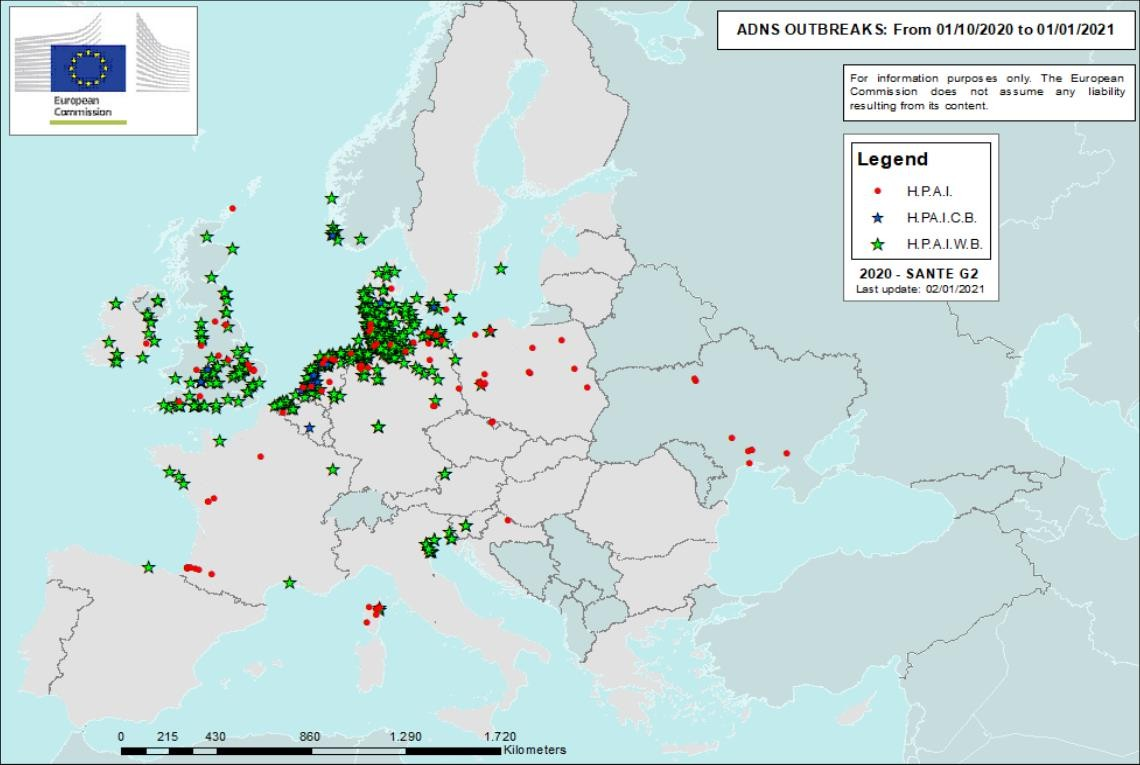 European
Commission
ADNS OUTBREAKS: From 01/10/2020 to 01/01/2021
For information purposes only. The European
Commission does not assume any liability
resulting from its content.
Legend
H.P.A.I.
H.P.A.I.C.B.
H.P.A.I.W.B.
2020 - SANTE G2
Last update: 02/01/2021
0 215 430 860 1.290 1.720
Kilometers